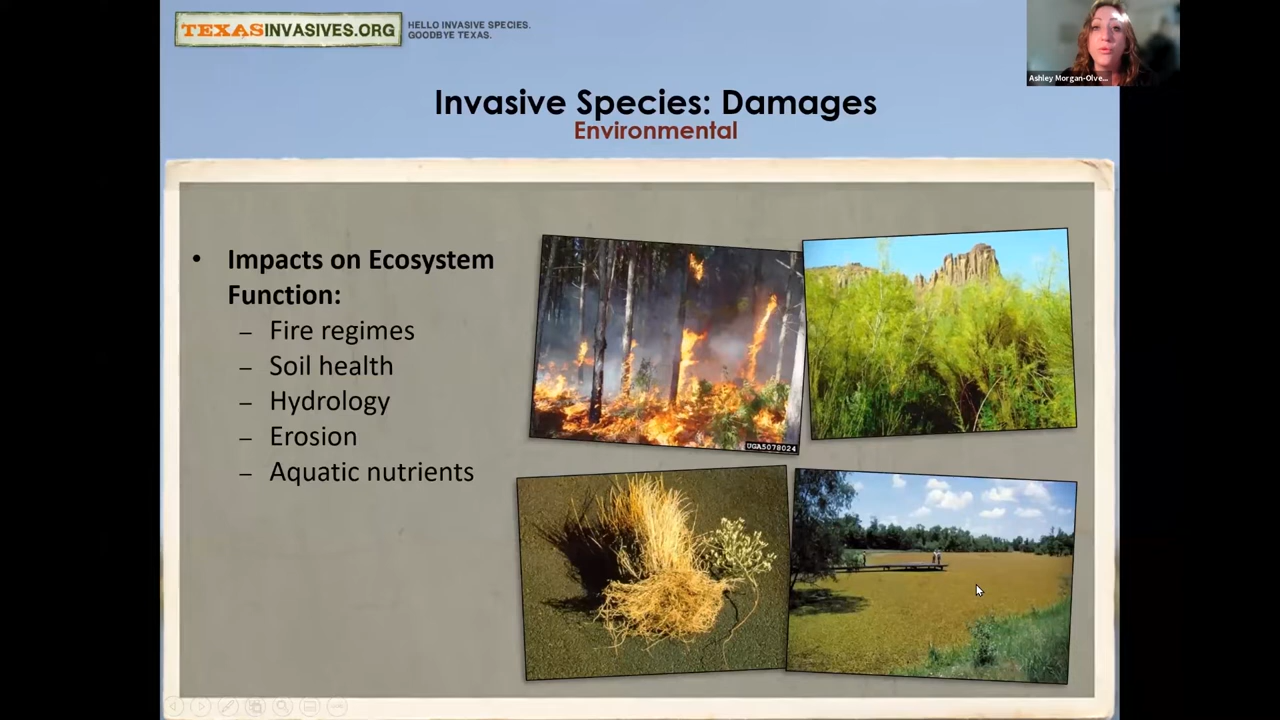 TEXASINVASIVES.ORG
HELLO INVASIVE SPECIES.
GOODBYE TEXAS.
Ashley Morgan-Olve...
Invasive Species: Damages
Environmental
• Impacts on Ecosystem
Function:
– Fire regimes
– Soil health
– Hydrology
– Erosion
– Aquatic nutrients
UGA5078024